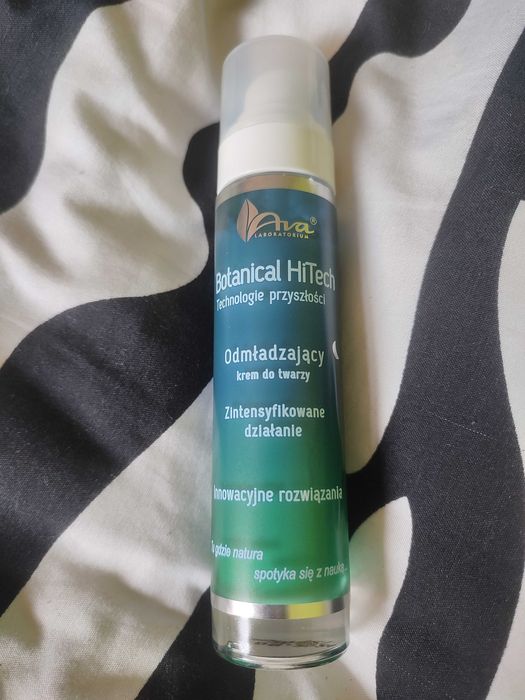 Ava®
LABORATORIUM
Botanical HiTech
Technologie przyszłości
Odmładzający
krem do twarzy
Zintensyfikowane
działanie
Innowacyjne rozwiązania
Tu gdzie natura
spotyka się z nauką...